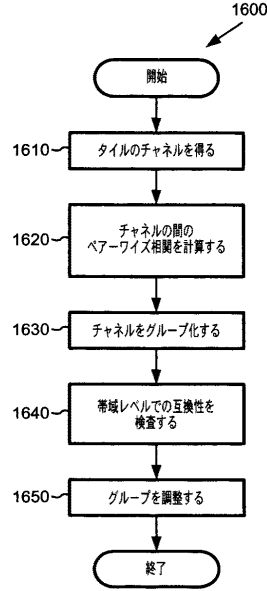 1600
開始
1610
タイルのチャネルを得る
1620
チャネルの間の
ペアーワイズ相関を計算する
1630
チャネルをグループ化する
1640
帯域レベルでの互換性を
検査する
1650
グループを調整する
終了